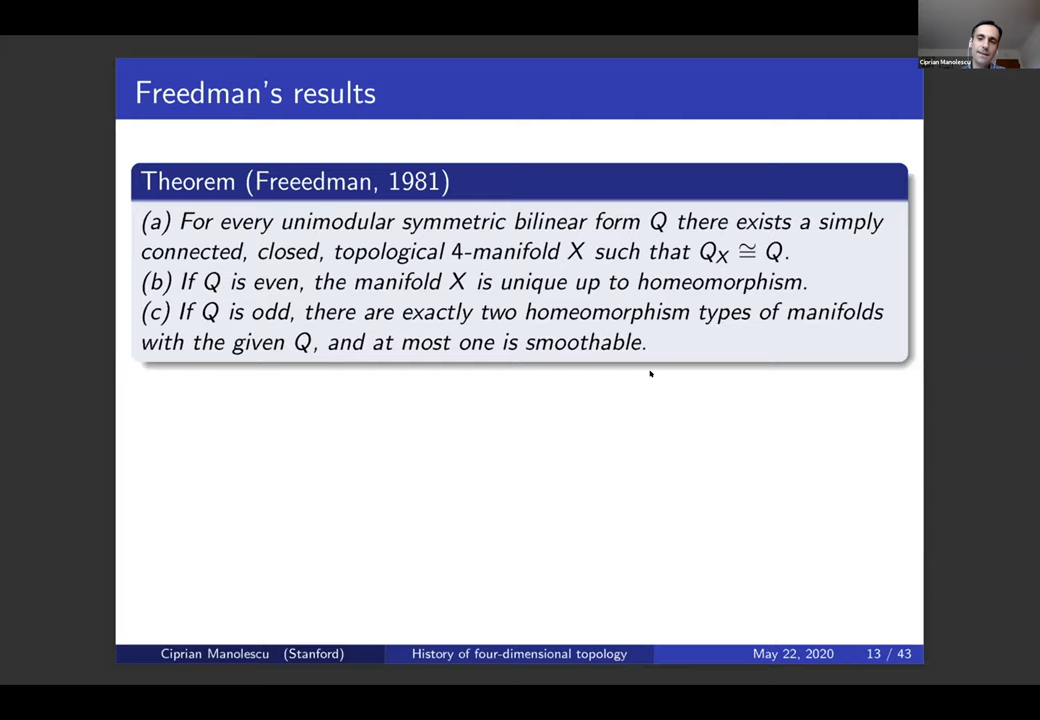 Ciprian Manolescu
Freedman's results
Theorem (Freeedman, 1981)
(a) For every unimodular symmetric bilinear form Q there exists a simply
connected, closed, topological 4-manifold X such that Q_X ≅ Q.
(b) If Q is even, the manifold X is unique up to homeomorphism.
(c) If Q is odd, there are exactly two homeomorphism types of manifolds
with the given Q, and at most one is smoothable.
Ciprian Manolescu (Stanford) History of four-dimensional topology May 22, 2020 13 / 43